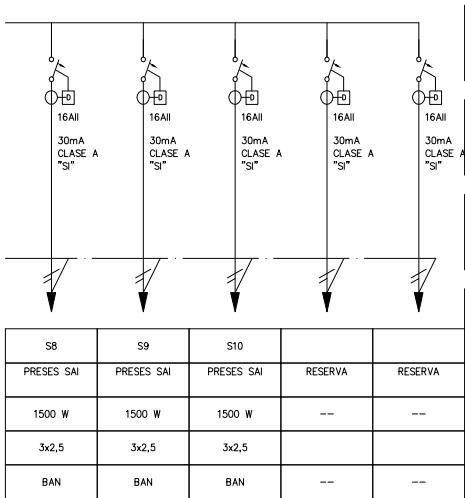 D D D D D
16AII 16AII 16AII 16AII 16AII
30mA 30mA 30mA 30mA 30mA
CLASE A CLASE A CLASE A CLASE A CLASE A
"SI" "SI" "SI" "SI" "SI"
S8 S9 S10
PRESES SAI PRESES SAI PRESES SAI RESERVA RESERVA
1500 W 1500 W 1500 W -- --
3x2,5 3x2,5 3x2,5
BAN BAN BAN -- --